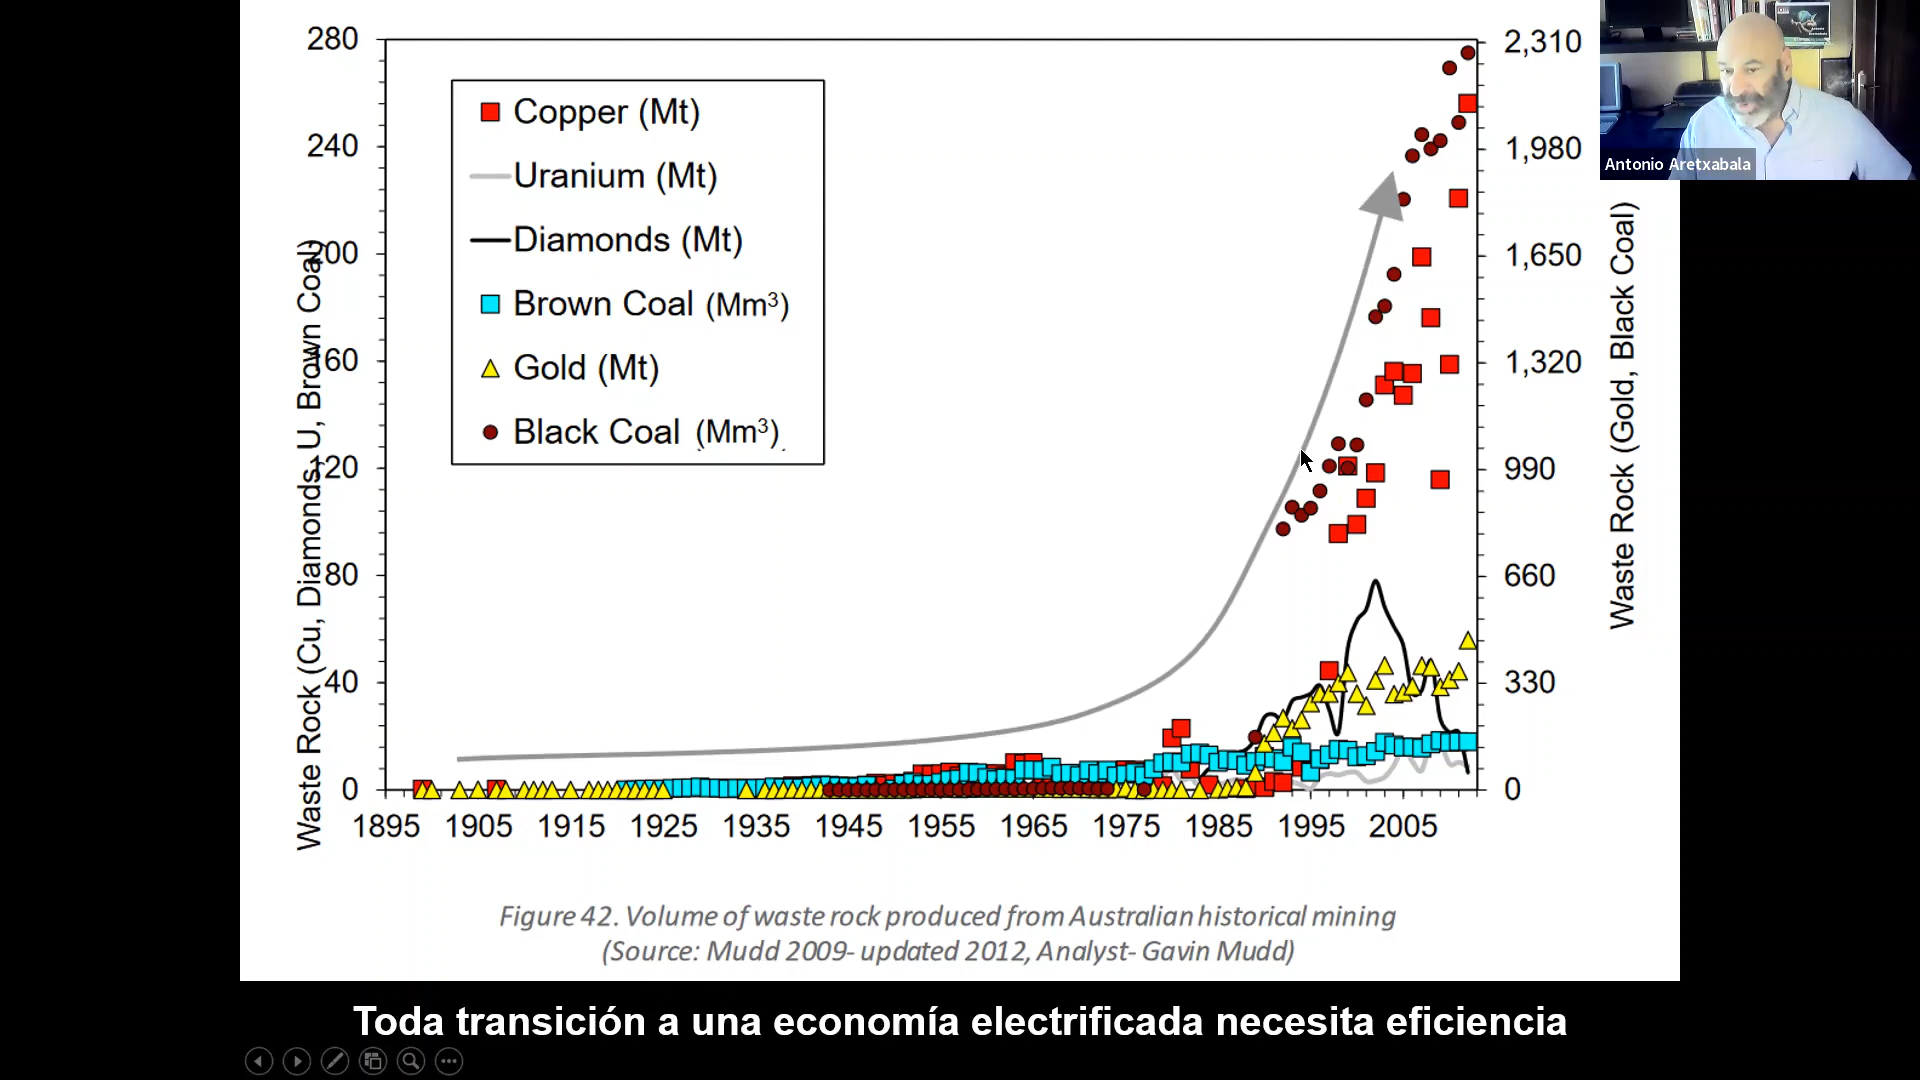 280
240
200
160
120
80
40
0
Waste Rock (Cu, Diamonds, U, Brown Coal)
Copper (Mt)
Uranium (Mt)
Diamonds (Mt)
Brown Coal (Mm³)
Gold (Mt)
Black Coal (Mm³)
2,310
1,980
1,650
1,320
990
660
330
0
Waste Rock (Gold, Black Coal)
Antonio Aretxabala
1895 1905 1915 1925 1935 1945 1955 1965 1975 1985 1995 2005
Figure 42. Volume of waste rock produced from Australian historical mining
(Source: Mudd 2009- updated 2012, Analyst- Gavin Mudd)
Toda transición a una economía electrificada necesita eficiencia